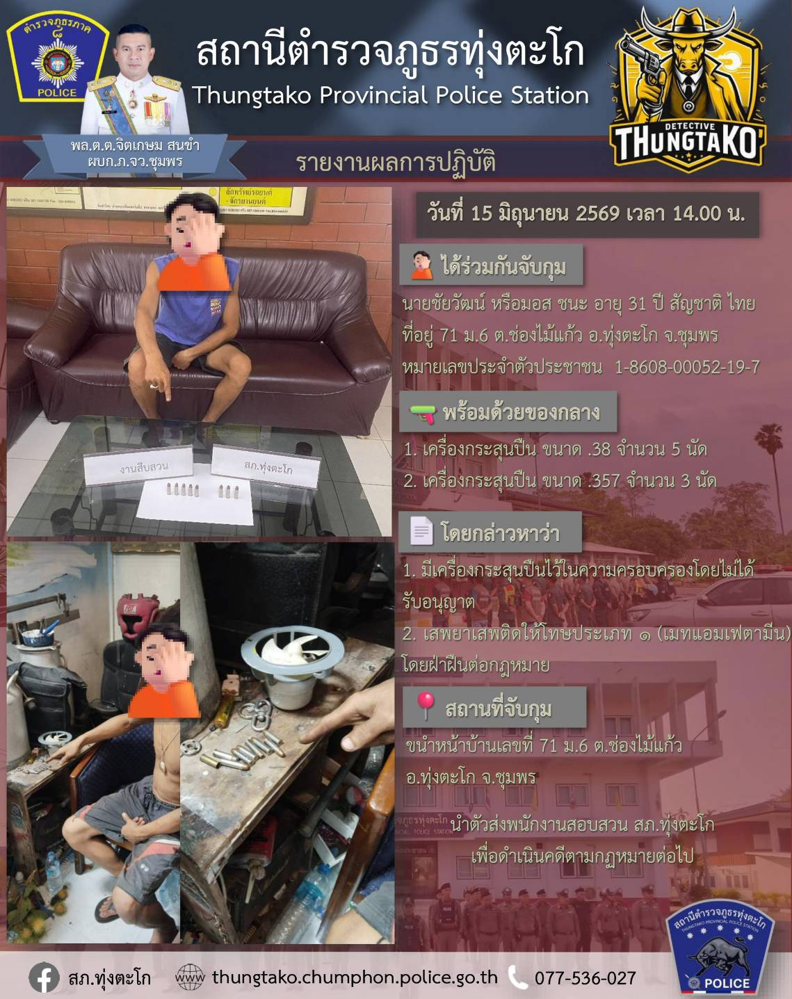 ตำรวจภูธรภาค
๘
POLICE
สถานีตำรวจภูธรทุ่งตะโก
Thungtako Provincial Police Station
DETECTIVE
THUNGTAKO
พล.ต.ต.จิตเกษม สนขำ
ผบก.ภ.จว.ชุมพร
รายงานผลการปฏิบัติ
ลักทรัพย์รถยนต์
- จักรยานยนต์
วันที่ 15 มิถุนายน 2569 เวลา 14.00 น.
ได้ร่วมกันจับกุม
นายชัยวัฒน์ หรือมอส ชนะ อายุ 31 ปี สัญชาติ ไทย
ที่อยู่ 71 ม.6 ต.ช่องไม้แก้ว อ.ทุ่งตะโก จ.ชุมพร
หมายเลขประจำตัวประชาชน 1-8608-00052-19-7
พร้อมด้วยของกลาง
1. เครื่องกระสุนปืน ขนาด .38 จำนวน 5 นัด
2. เครื่องกระสุนปืน ขนาด .357 จำนวน 3 นัด
งานสืบสวน
สภ.ทุ่งตะโก
โดยกล่าวหาว่า
1. มีเครื่องกระสุนปืนไว้ในความครอบครองโดยไม่ได้
รับอนุญาต
2. เสพยาเสพติดให้โทษประเภท ๑ (เมทแอมเฟตามีน)
โดยฝ่าฝืนต่อกฎหมาย
FBT
สถานที่จับกุม
ขนำหน้าบ้านเลขที่ 71 ม.6 ต.ช่องไม้แก้ว
อ.ทุ่งตะโก จ.ชุมพร
นำตัวส่งพนักงานสอบสวน สภ.ทุ่งตะโก
เพื่อดำเนินคดีตามกฎหมายต่อไป
สถานีตำรวจภูธรทุ่งตะโก
THUNGTAKO PROVINCIAL POLICE STATION
POLICE
สภ.ทุ่งตะโก
www
thungtako.chumphon.police.go.th
077-536-027